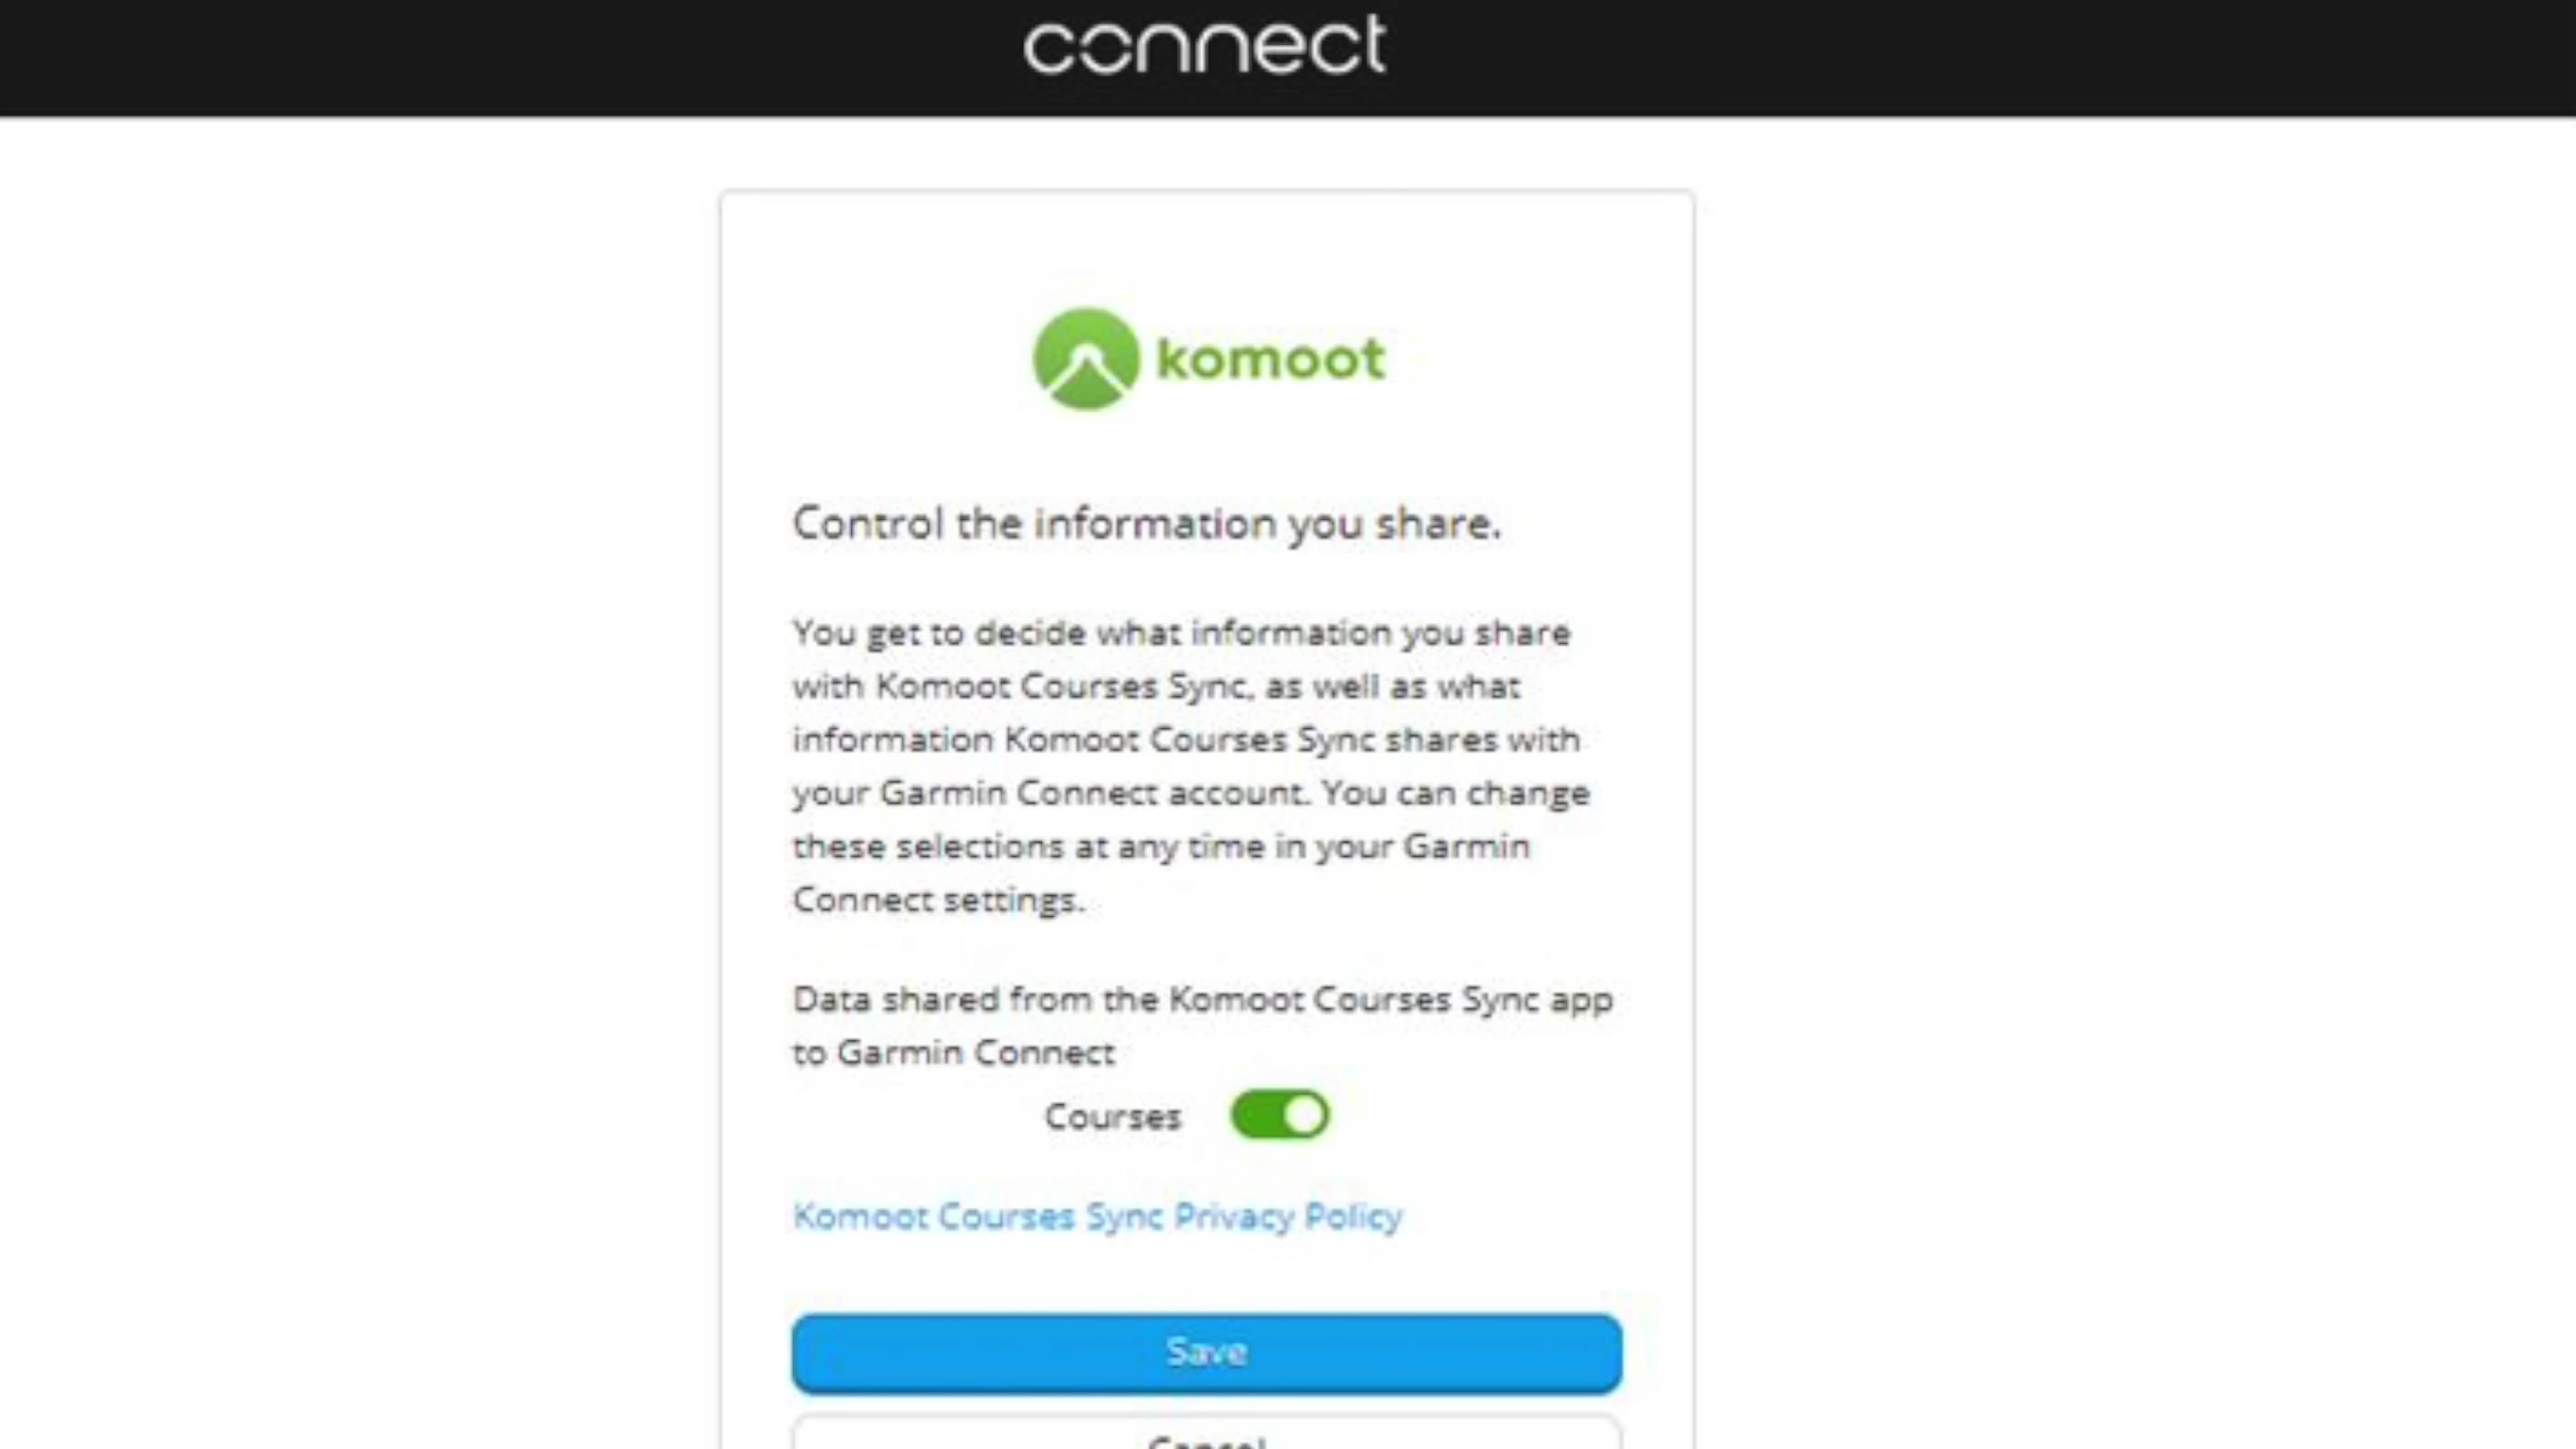 connect
komoot
Control the information you share.
You get to decide what information you share
with Komoot Courses Sync, as well as what
information Komoot Courses Sync shares with
your Garmin Connect account. You can change
these selections at any time in your Garmin
Connect settings.
Data shared from the Komoot Courses Sync app
to Garmin Connect
Courses
Komoot Courses Sync Privacy Policy
Save
Cancel